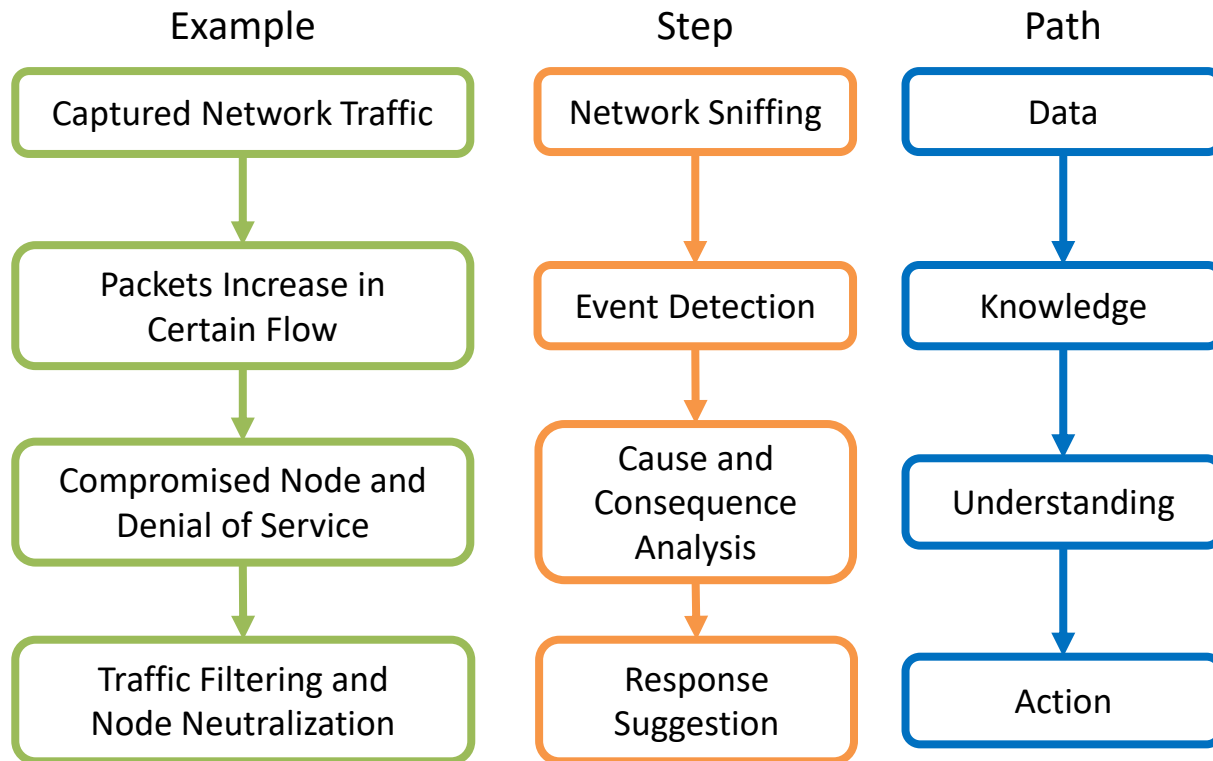 Example
Step
Path
Captured Network Traffic
Network Sniffing
Data
Packets Increase in
Certain Flow
Event Detection
Knowledge
Compromised Node and
Denial of Service
Cause and
Consequence
Analysis
Understanding
Traffic Filtering and
Node Neutralization
Response
Suggestion
Action